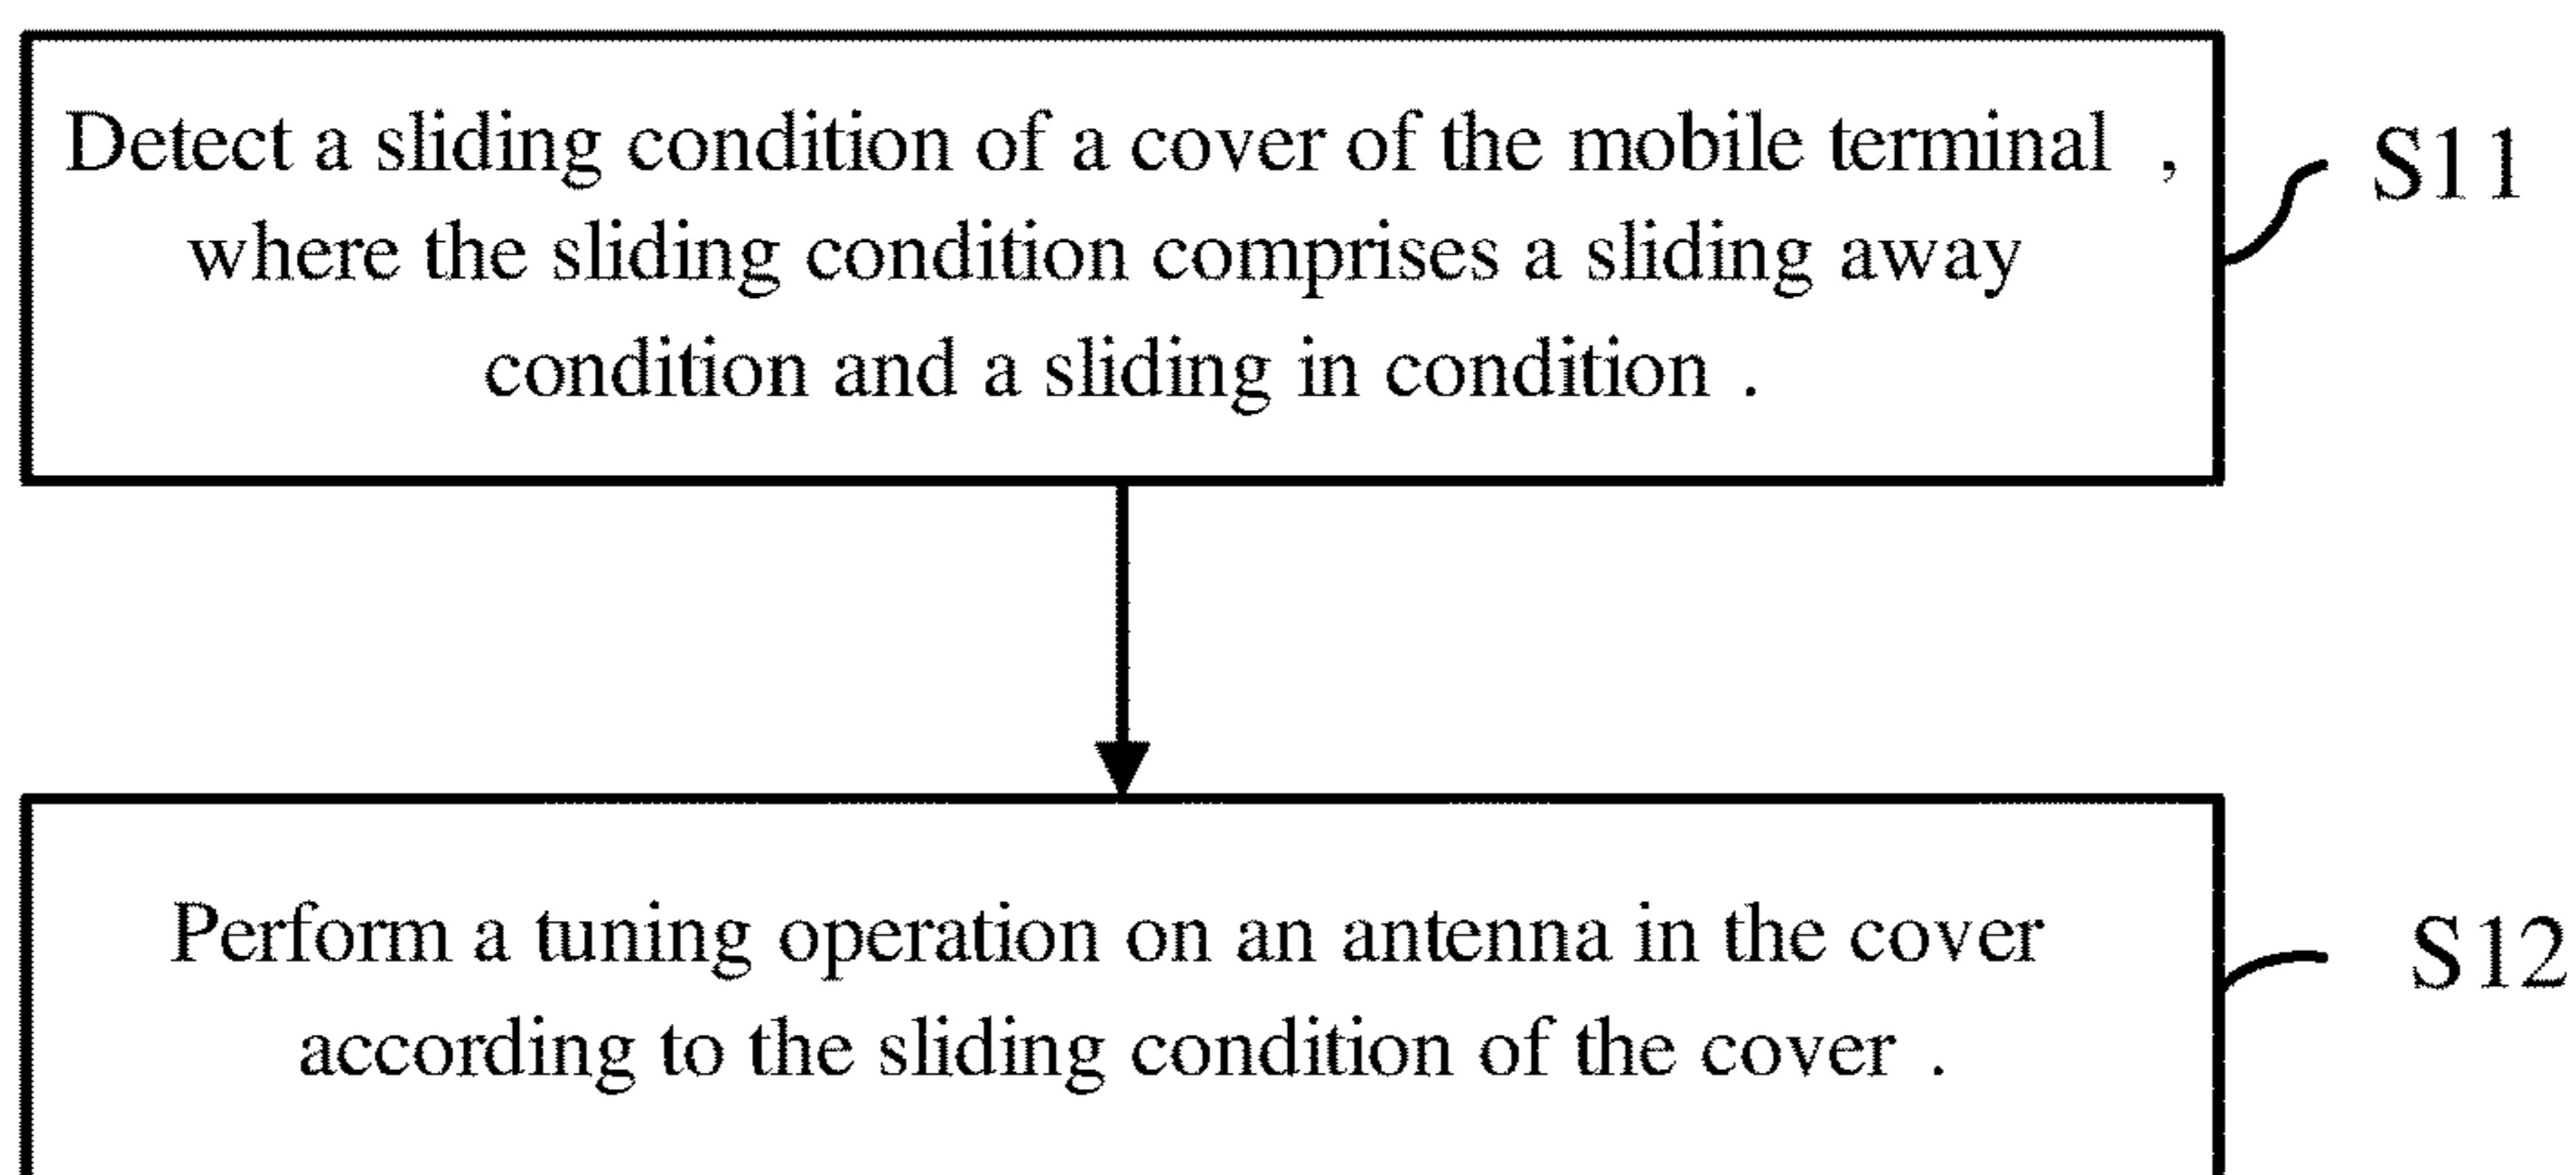 Detect a sliding condition of a cover of the mobile terminal ,
where the sliding condition comprises a sliding away
condition and a sliding in condition .
S11
Perform a tuning operation on an antenna in the cover
according to the sliding condition of the cover .
S12